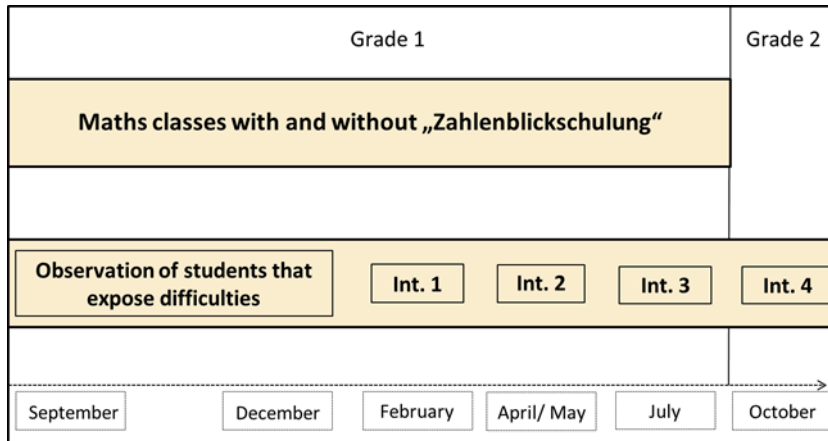 Grade 1
Grade 2
Maths classes with and without „Zahlenblickschulung“
Observation of students that
expose difficulties
Int. 1
Int. 2
Int. 3
Int. 4
September
December
February
April/ May
July
October